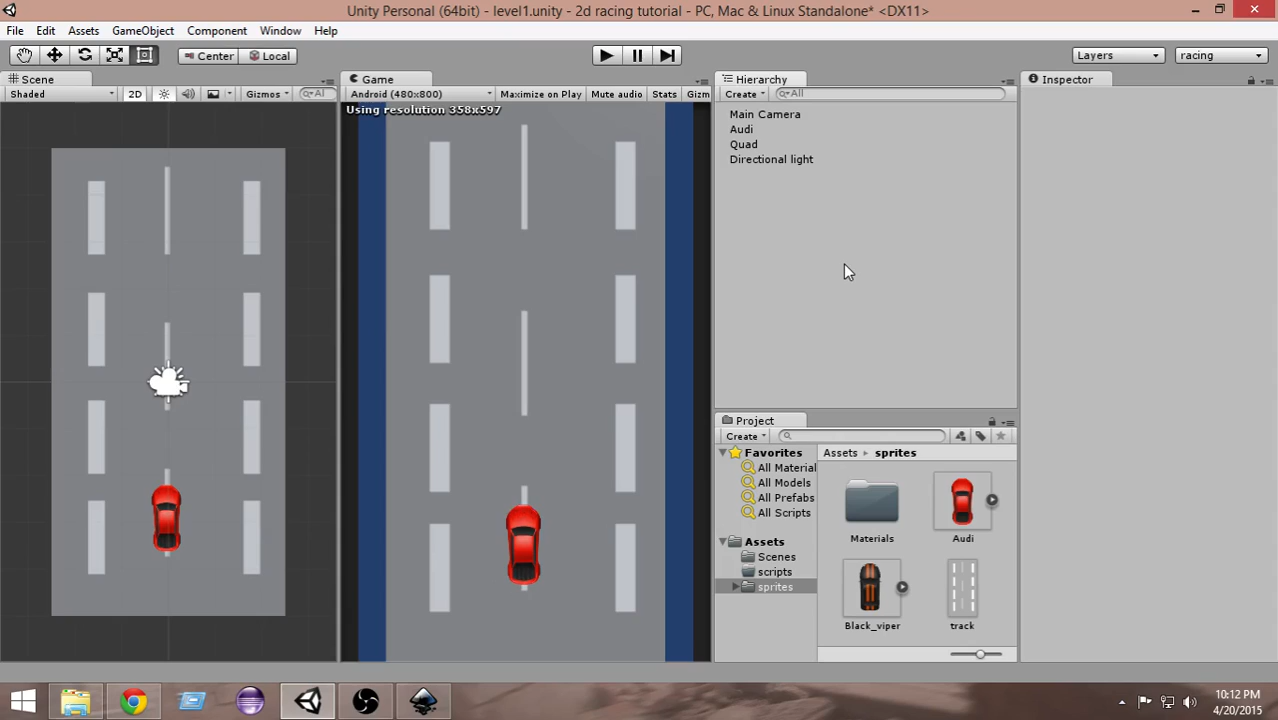 Unity Personal (64bit) - level1.unity - 2d racing tutorial - PC, Mac & Linux Standalone* <DX11>
File Edit Assets GameObject Component Window Help
Center Local Layers racing
Scene Game Hierarchy Inspector
Shaded 2D Gizmos All Android (480x800) Maximize on Play Mute audio Stats Gizm Create All
Using resolution 358x597
Main Camera
Audi
Quad
Directional light
Project
Create
Favorites Assets sprites
All Material
All Models
All Prefabs
All Scripts
Materials Audi
Assets
Scenes
scripts
sprites
Black_viper track
10:12 PM
4/20/2015